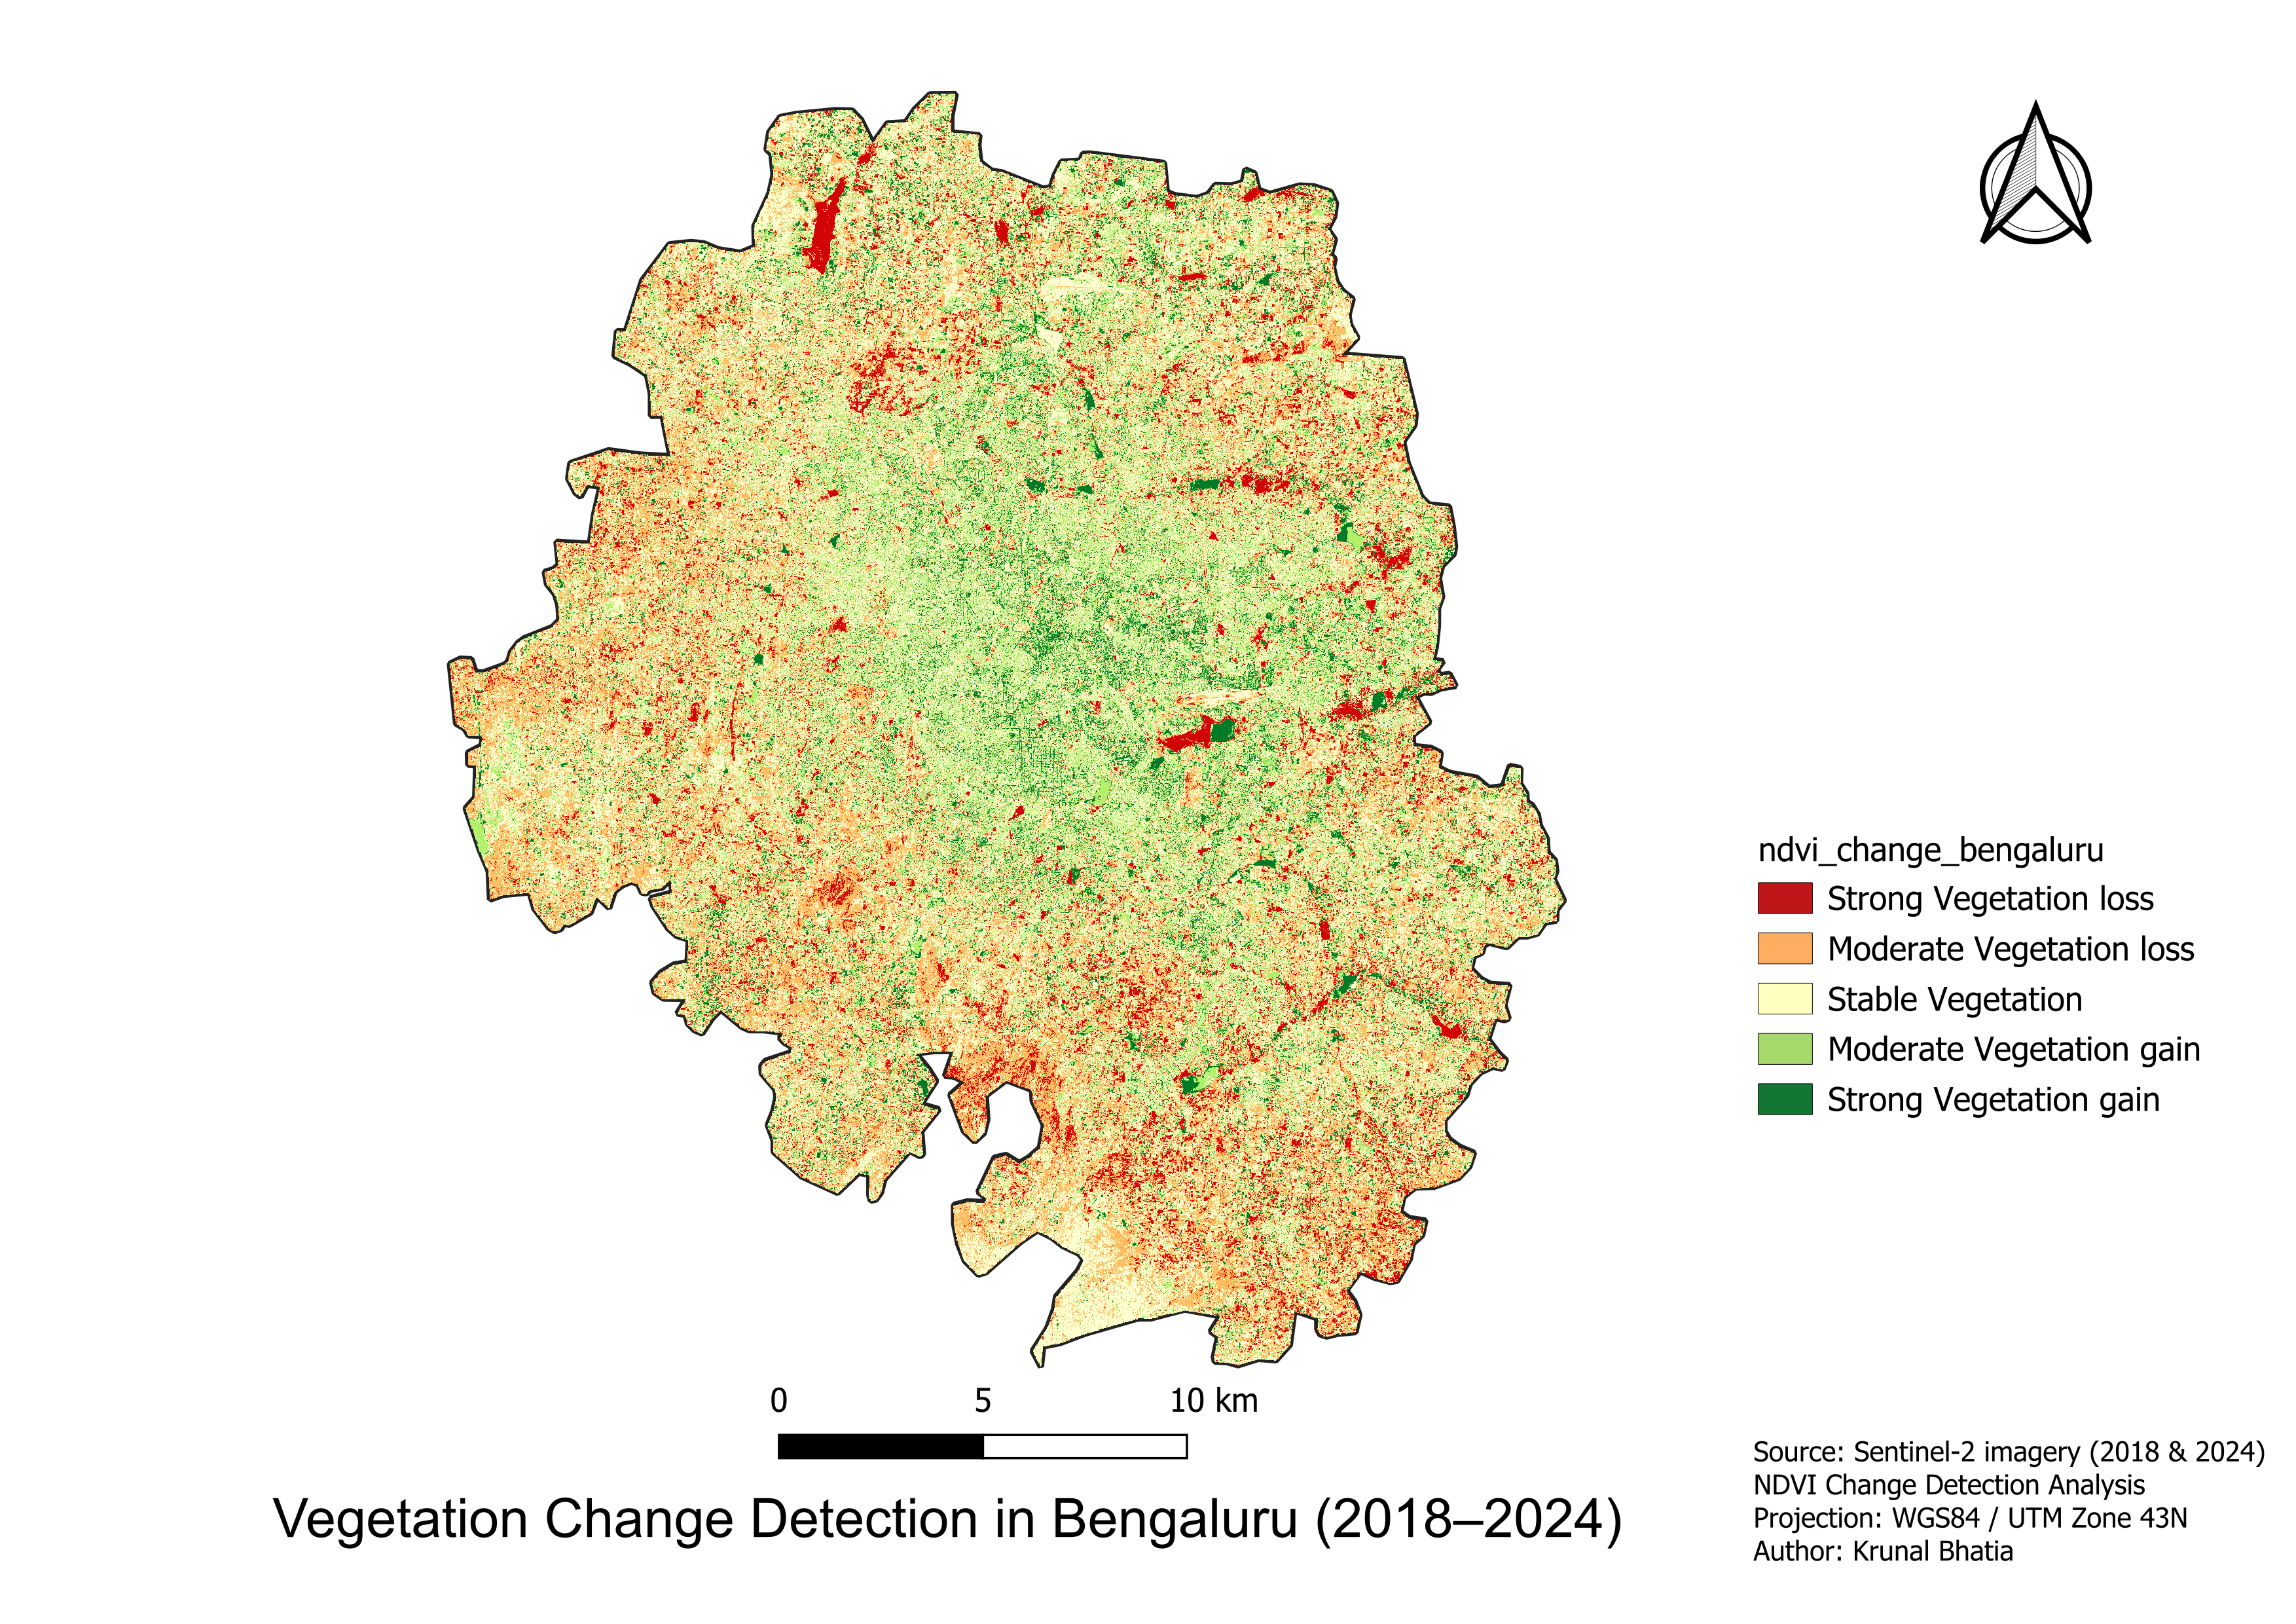 ndvi_change_bengaluru
Strong Vegetation loss
Moderate Vegetation loss
Stable Vegetation
Moderate Vegetation gain
Strong Vegetation gain
0 5 10 km
Vegetation Change Detection in Bengaluru (2018–2024)
Source: Sentinel-2 imagery (2018 & 2024)
NDVI Change Detection Analysis
Projection: WGS84 / UTM Zone 43N
Author: Krunal Bhatia